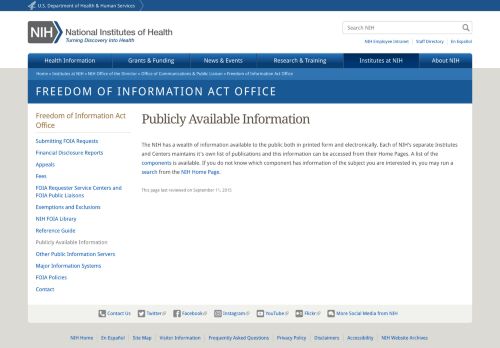 U.S. Department of Health & Human Services
NIH National Institutes of Health
Turning Discovery Into Health
Search NIH
NIH Employee Intranet | Staff Directory | En Español
Health Information
Grants & Funding
News & Events
Research & Training
Institutes at NIH
About NIH
Home » Institutes at NIH » NIH Office of the Director » Office of Communications & Public Liaison » Freedom of Information Act Office
FREEDOM OF INFORMATION ACT OFFICE
Freedom of Information Act
Office
Submitting FOIA Requests
Financial Disclosure Reports
Appeals
Fees
FOIA Requester Service Centers and
FOIA Public Liaisons
Exemptions and Exclusions
NIH FOIA Library
Reference Guide
Publicly Available Information
Other Public Information Servers
Major Information Systems
FOIA Policies
Contact
Publicly Available Information
The NIH has a wealth of information available to the public both in printed form and electronically. Each of NIH's separate Institutes
and Centers maintains it's own list of publications and this information can be accessed from their Home Pages. A list of the
components is available. If you do not know which component has information of the subject you are interested in, you may run a
search from the NIH Home Page.
This page last reviewed on September 11, 2015
Contact Us
Twitter
Facebook
Instagram
YouTube
Flickr
More Social Media from NIH
NIH Home | En Español | Site Map | Visitor Information | Frequently Asked Questions | Privacy Policy | Disclaimers | Accessibility | NIH Website Archives